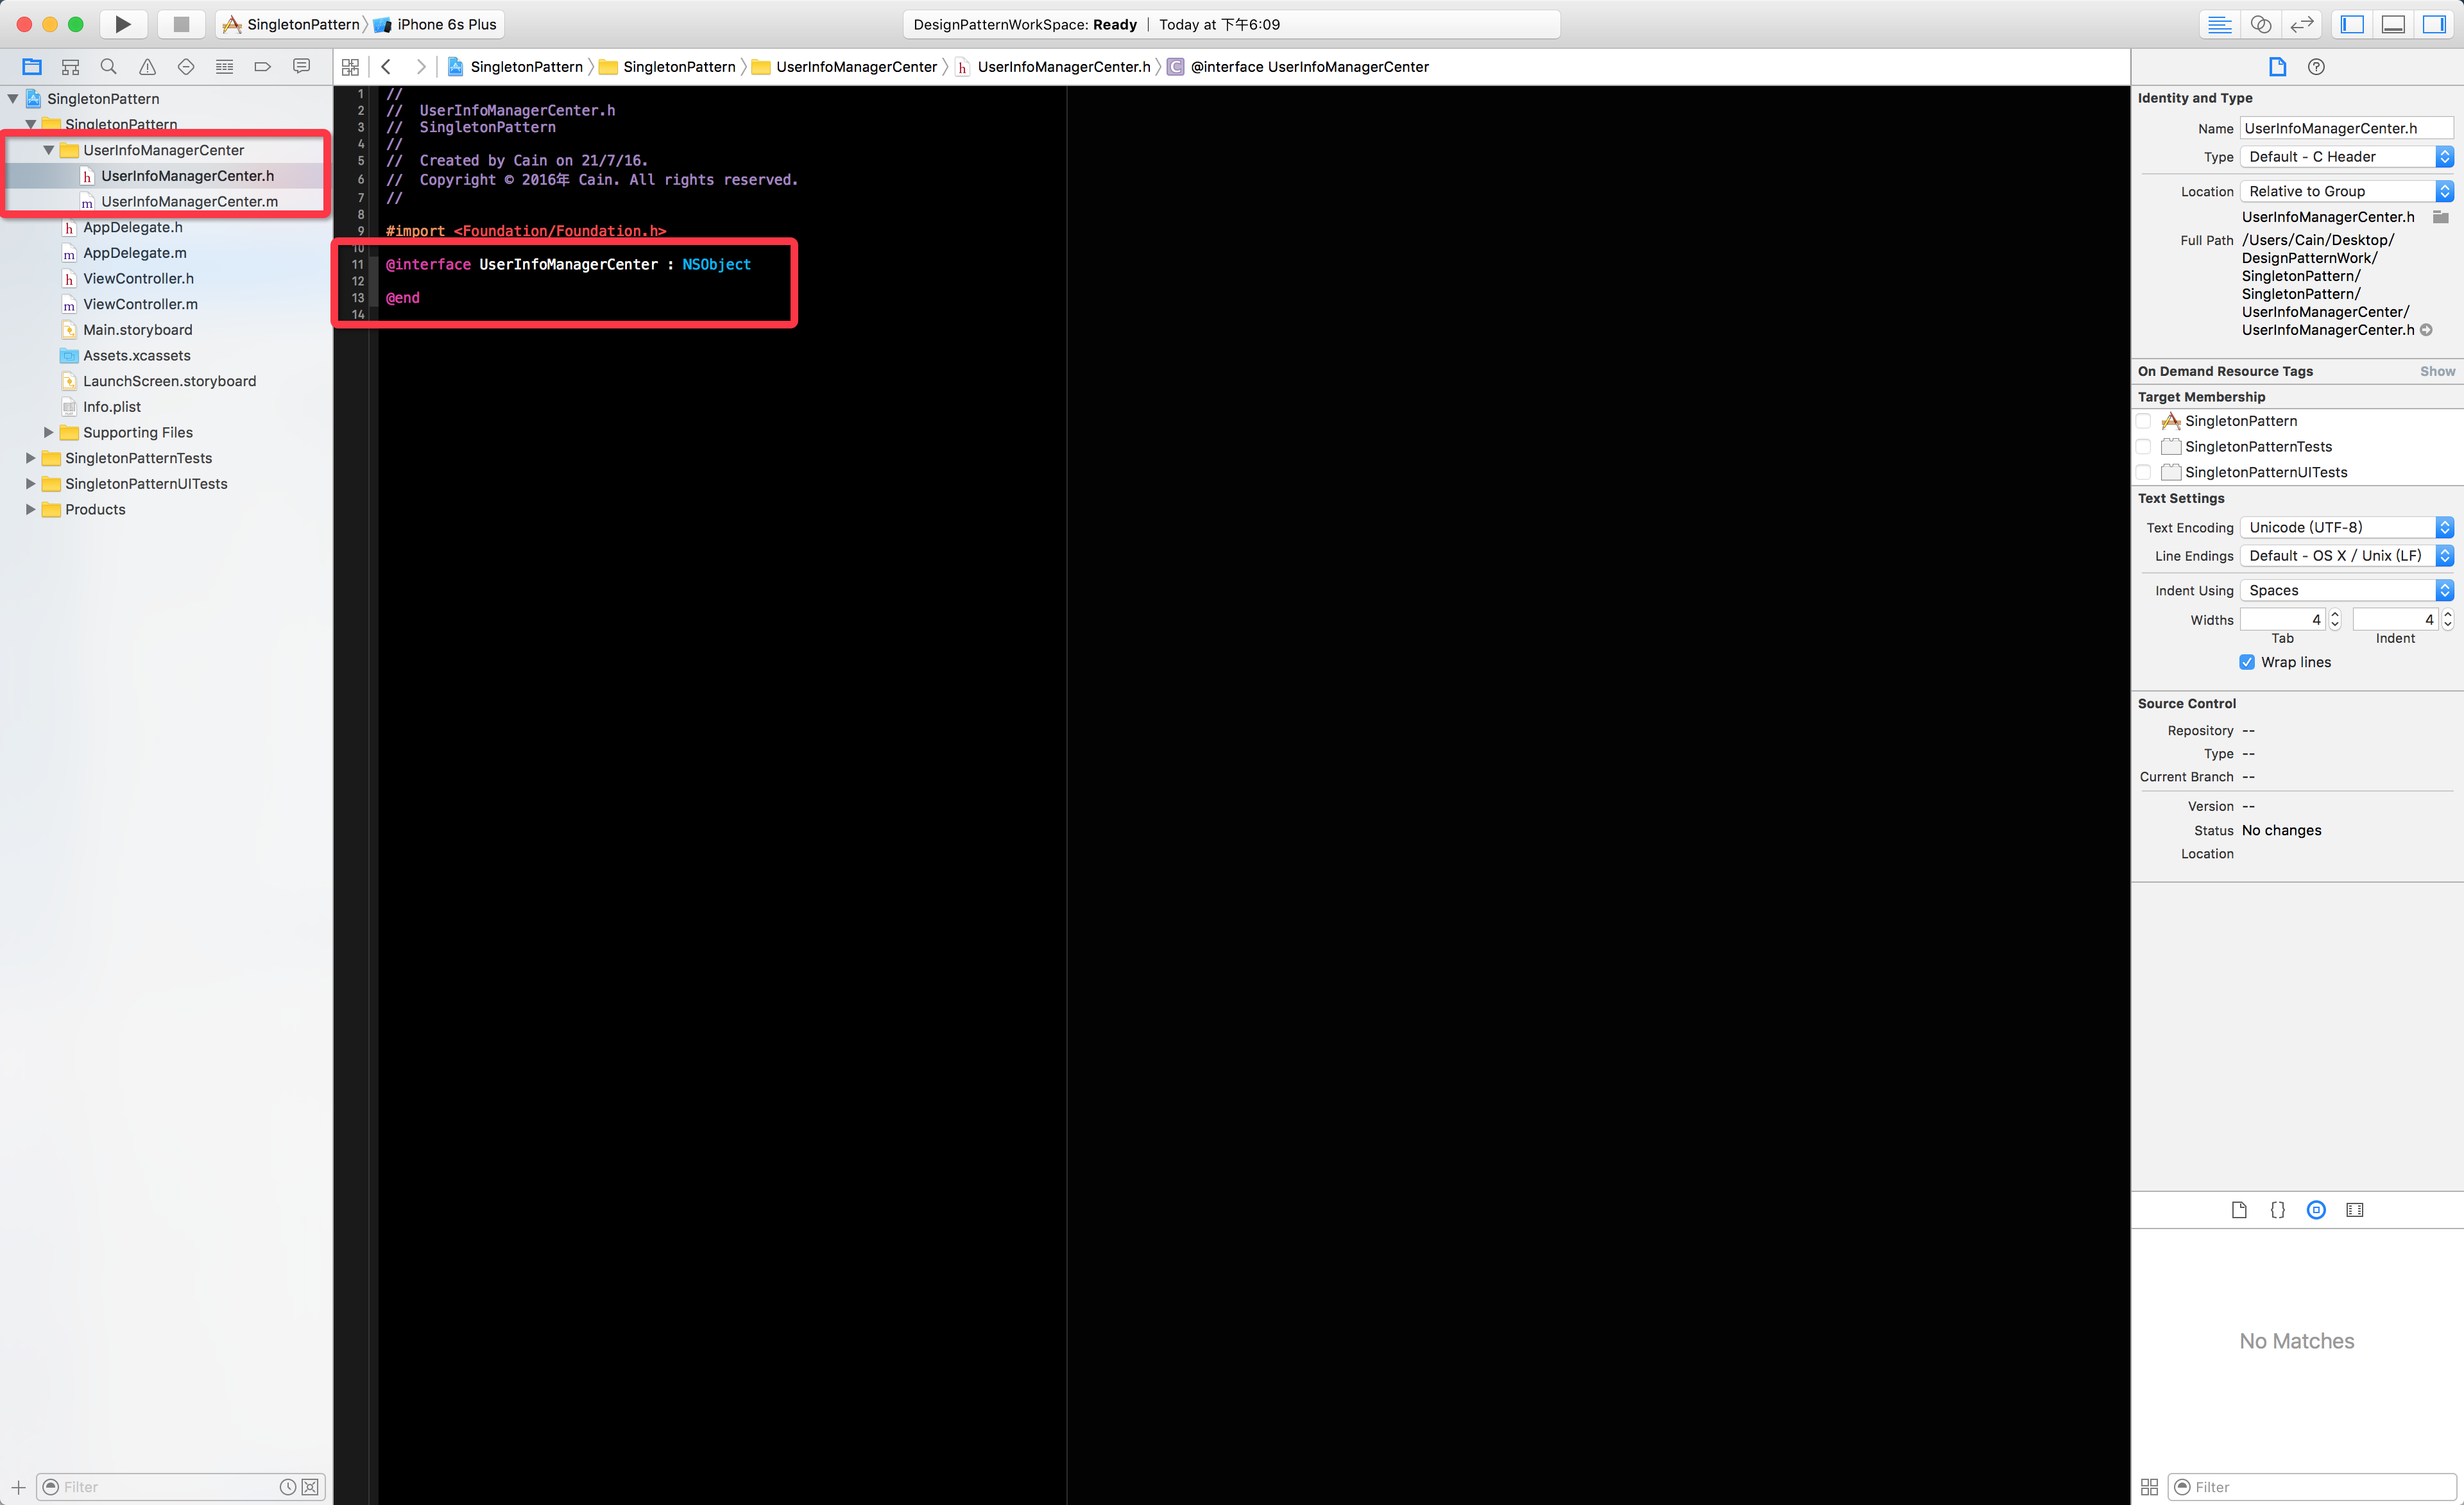 SingletonPattern iPhone 6s Plus
DesignPatternWorkSpace: Ready | Today at 下午6:09
SingletonPattern SingletonPattern UserInfoManagerCenter UserInfoManagerCenter.h @interface UserInfoManagerCenter
SingletonPattern
SingletonPattern
UserInfoManagerCenter
UserInfoManagerCenter.h
UserInfoManagerCenter.m
AppDelegate.h
AppDelegate.m
ViewController.h
ViewController.m
Main.storyboard
Assets.xcassets
LaunchScreen.storyboard
Info.plist
Supporting Files
SingletonPatternTests
SingletonPatternUITests
Products
Filter
1 //
2 // UserInfoManagerCenter.h
3 // SingletonPattern
4 //
5 // Created by Cain on 21/7/16.
6 // Copyright © 2016年 Cain. All rights reserved.
7 //
8
9 #import <Foundation/Foundation.h>
10
11 @interface UserInfoManagerCenter : NSObject
12
13 @end
14
Identity and Type
Name UserInfoManagerCenter.h
Type Default - C Header
Location Relative to Group
UserInfoManagerCenter.h
Full Path /Users/Cain/Desktop/
DesignPatternWork/
SingletonPattern/
SingletonPattern/
UserInfoManagerCenter/
UserInfoManagerCenter.h
On Demand Resource Tags Show
Target Membership
SingletonPattern
SingletonPatternTests
SingletonPatternUITests
Text Settings
Text Encoding Unicode (UTF-8)
Line Endings Default - OS X / Unix (LF)
Indent Using Spaces
Widths 4 4
Tab Indent
Wrap lines
Source Control
Repository --
Type --
Current Branch --
Version --
Status No changes
Location
No Matches
Filter